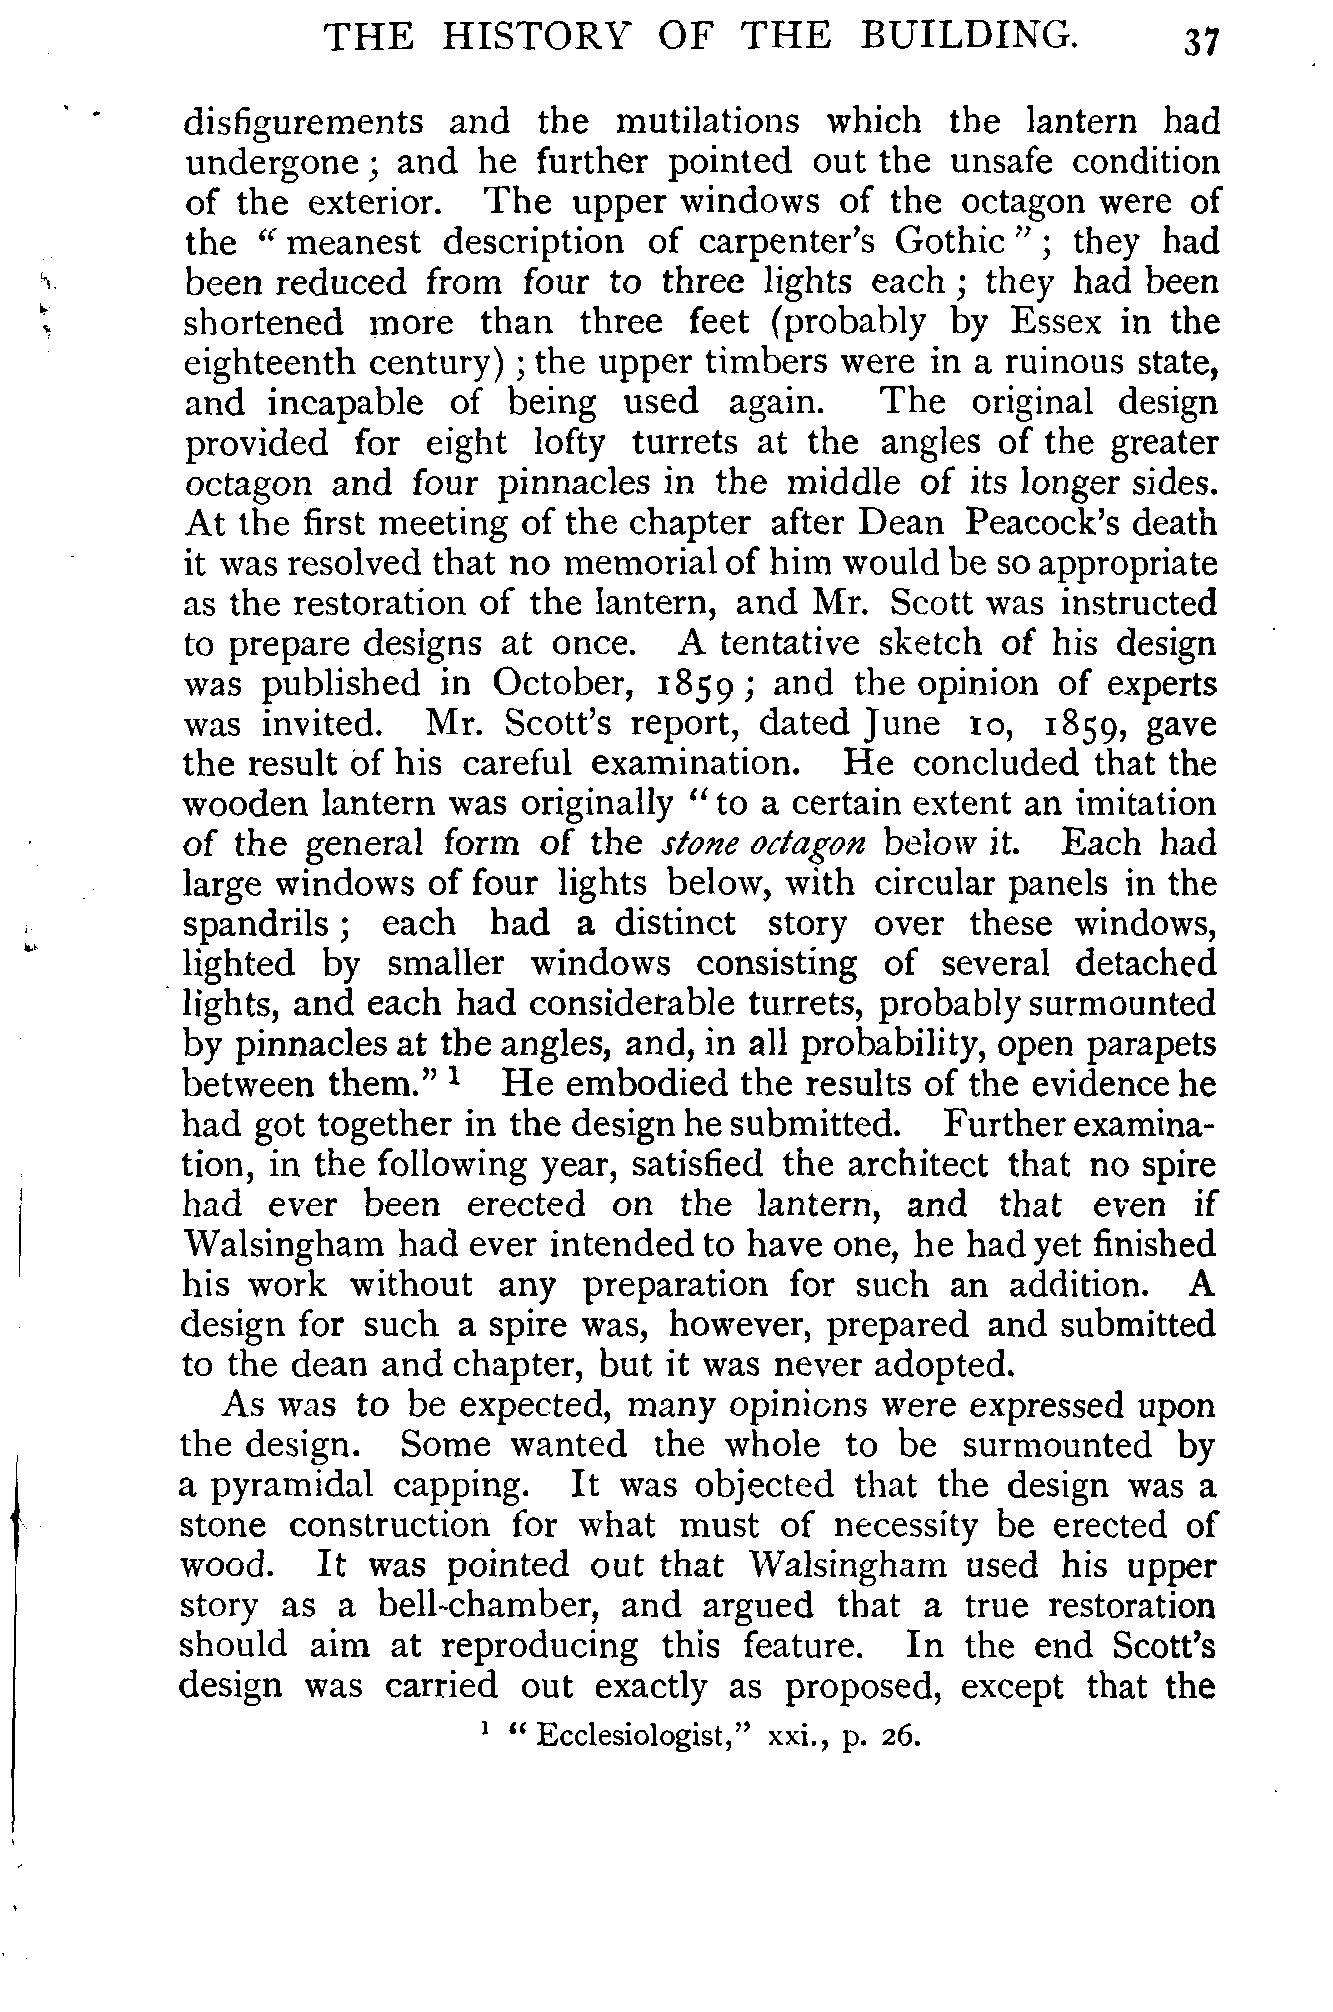 THE HISTORY OF THE BUILDING. 37
disfigurements and the mutilations which the lantern had
undergone ; and he further pointed out the unsafe condition
of the exterior. The upper windows of the octagon were of
the “ meanest description of carpenter’s Gothic ” ; they had
been reduced from four to three lights each ; they had been
shortened more than three feet (probably by Essex in the
eighteenth century) ; the upper timbers were in a ruinous state,
and incapable of being used again. The original design
provided for eight lofty turrets at the angles of the greater
octagon and four pinnacles in the middle of its longer sides.
At the first meeting of the chapter after Dean Peacock’s death
it was resolved that no memorial of him would be so appropriate
as the restoration of the lantern, and Mr. Scott was instructed
to prepare designs at once. A tentative sketch of his design
was published in October, 1859 ; and the opinion of experts
was invited. Mr. Scott’s report, dated June 10, 1859, gave
the result of his careful examination. He concluded that the
wooden lantern was originally “ to a certain extent an imitation
of the general form of the stone octagon below it. Each had
large windows of four lights below, with circular panels in the
spandrils ; each had a distinct story over these windows,
lighted by smaller windows consisting of several detached
lights, and each had considerable turrets, probably surmounted
by pinnacles at the angles, and, in all probability, open parapets
between them.” 1 He embodied the results of the evidence he
had got together in the design he submitted. Further examina-
tion, in the following year, satisfied the architect that no spire
had ever been erected on the lantern, and that even if
Walsingham had ever intended to have one, he had yet finished
his work without any preparation for such an addition. A
design for such a spire was, however, prepared and submitted
to the dean and chapter, but it was never adopted.
As was to be expected, many opinions were expressed upon
the design. Some wanted the whole to be surmounted by
a pyramidal capping. It was objected that the design was a
stone construction for what must of necessity be erected of
wood. It was pointed out that Walsingham used his upper
story as a bell-chamber, and argued that a true restoration
should aim at reproducing this feature. In the end Scott’s
design was carried out exactly as proposed, except that the
1 “ Ecclesiologist,” xxi., p. 26.